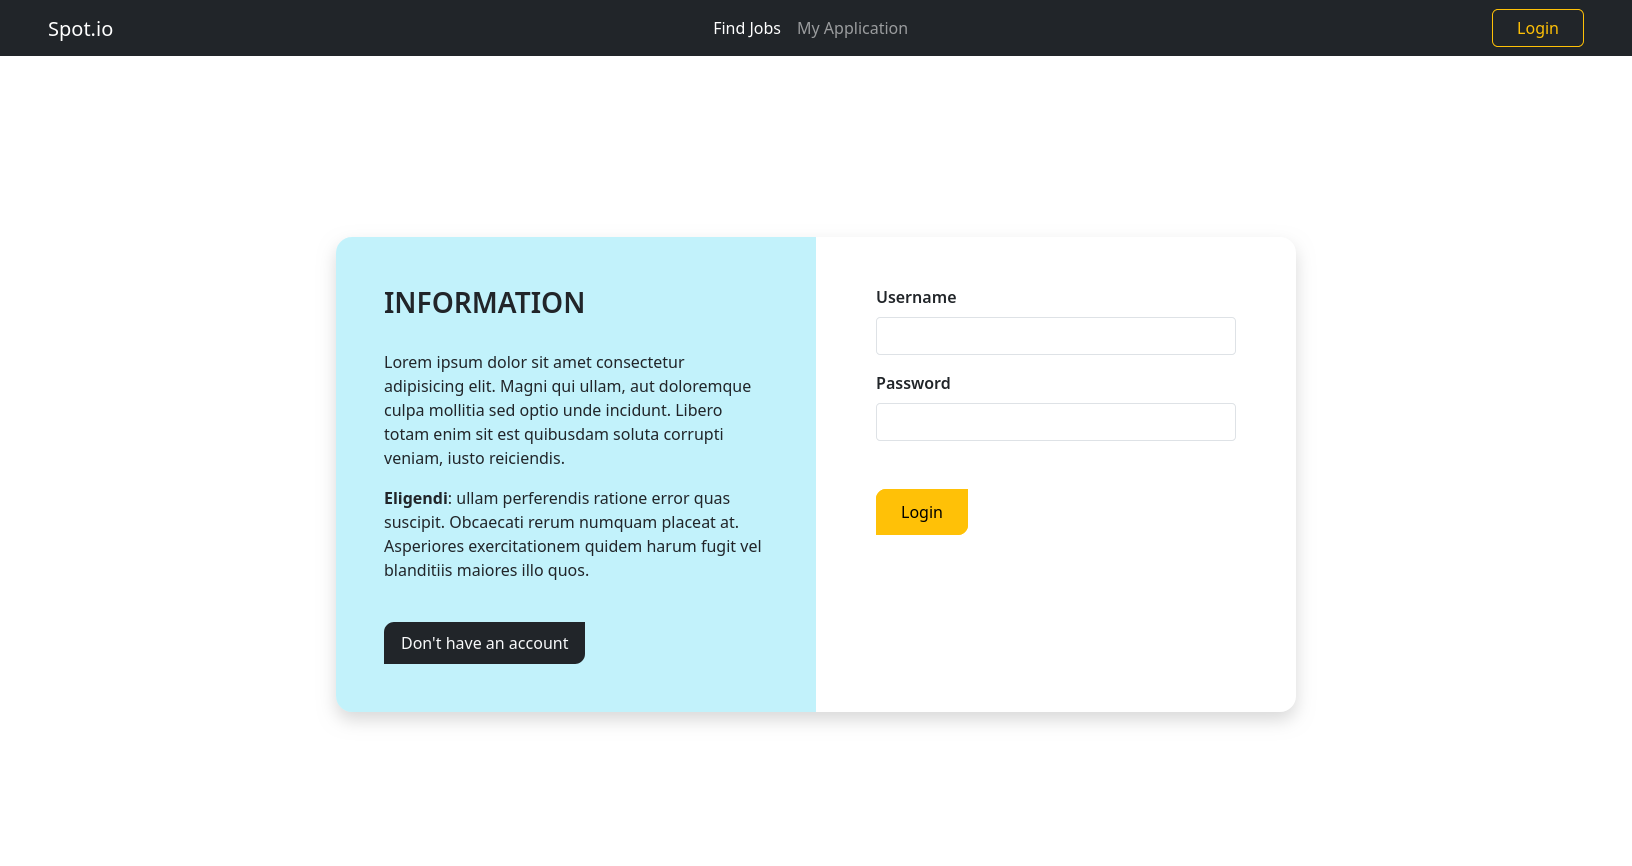 Spot.io
Find Jobs
My Application
Login
INFORMATION
Lorem ipsum dolor sit amet consectetur
adipisicing elit. Magni qui ullam, aut doloremque
culpa mollitia sed optio unde incidunt. Libero
totam enim sit est quibusdam soluta corrupti
veniam, iusto reiciendis.
Eligendi: ullam perferendis ratione error quas
suscipit. Obcaecati rerum numquam placeat at.
Asperiores exercitationem quidem harum fugit vel
blanditiis maiores illo quos.
Don't have an account
Username
Password
Login